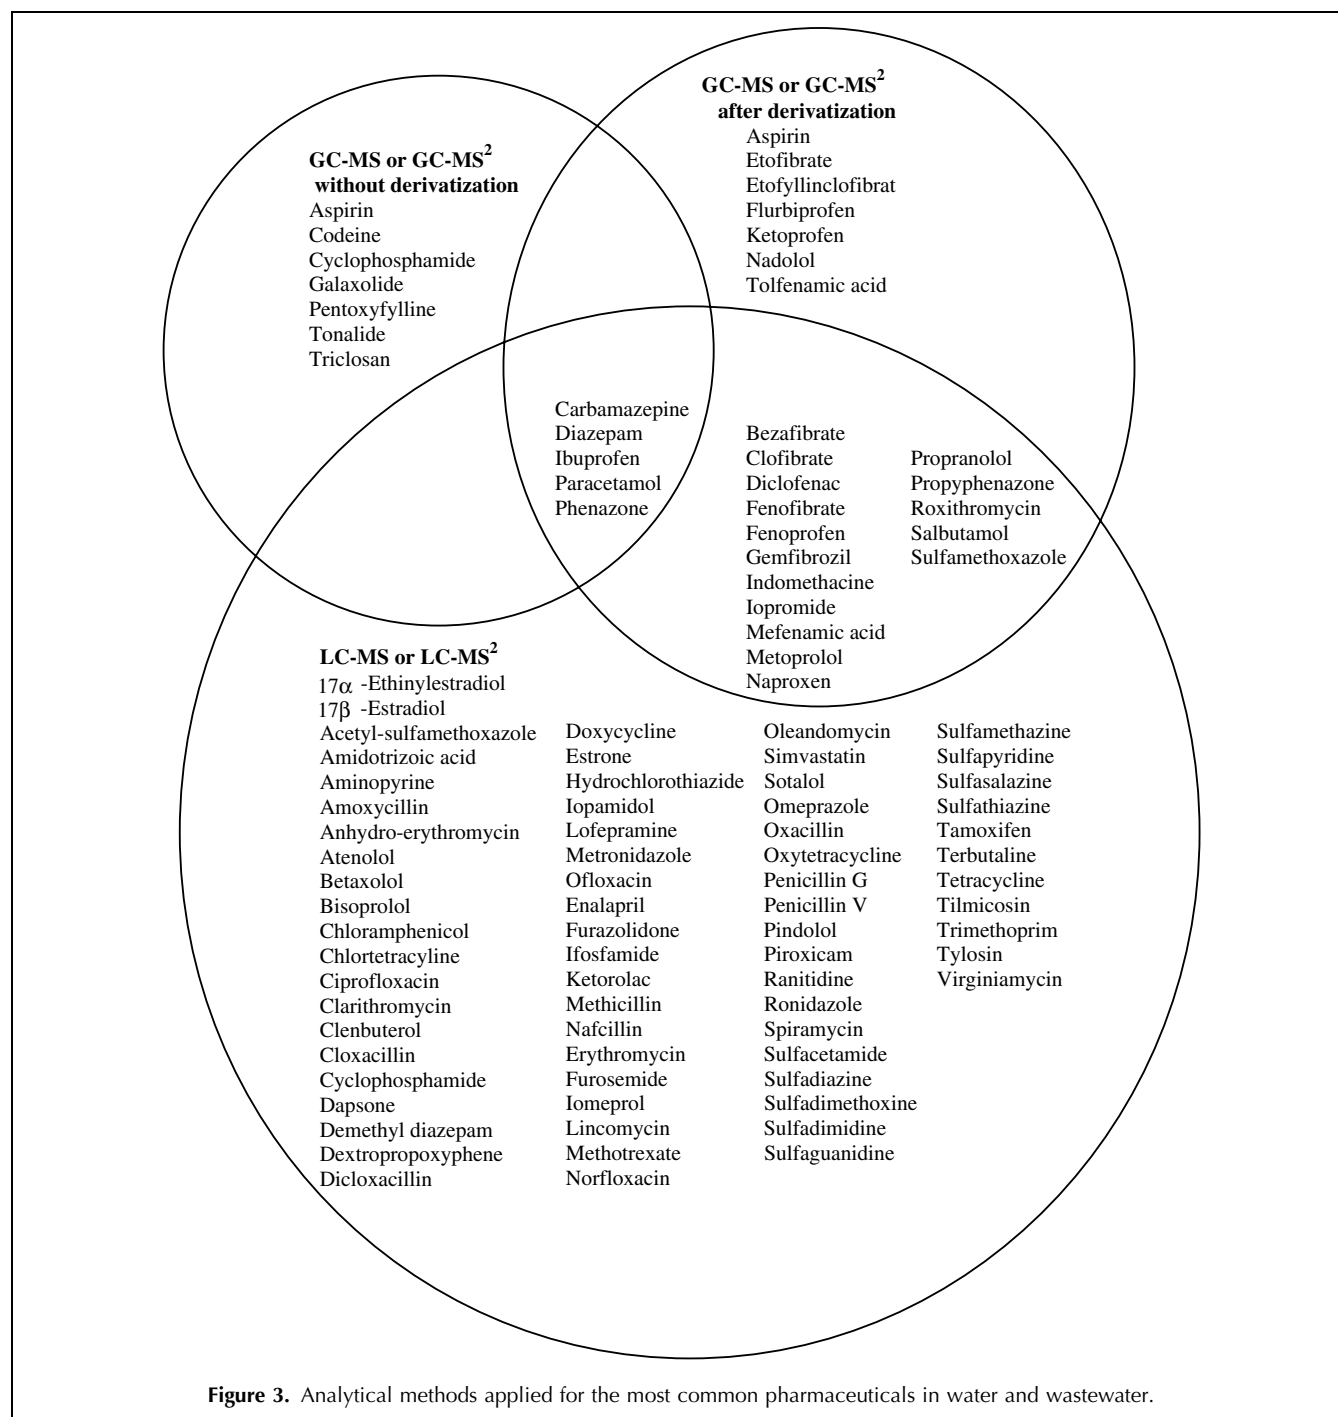 GC-MS or GC-MS²
without derivatization
Aspirin
Codeine
Cyclophosphamide
Galaxolide
Pentoxyfylline
Tonalide
Triclosan
GC-MS or GC-MS²
after derivatization
Aspirin
Etofibrate
Etofyllinclofibrat
Flurbiprofen
Ketoprofen
Nadolol
Tolfenamic acid
Carbamazepine
Diazepam
Ibuprofen
Paracetamol
Phenazone
Bezafibrate
Clofibrate
Diclofenac
Fenofibrate
Fenoprofen
Gemfibrozil
Indomethacine
Iopromide
Mefenamic acid
Metoprolol
Naproxen
Propranolol
Propyphenazone
Roxithromycin
Salbutamol
Sulfamethoxazole
LC-MS or LC-MS²
17α -Ethinylestradiol
17β -Estradiol
Acetyl-sulfamethoxazole
Amidotrizoic acid
Aminopyrine
Amoxycillin
Anhydro-erythromycin
Atenolol
Betaxolol
Bisoprolol
Chloramphenicol
Chlortetracyline
Ciprofloxacin
Clarithromycin
Clenbuterol
Cloxacillin
Cyclophosphamide
Dapsone
Demethyl diazepam
Dextropropoxyphene
Dicloxacillin
Doxycycline
Estrone
Hydrochlorothiazide
Iopamidol
Lofepramine
Metronidazole
Ofloxacin
Enalapril
Furazolidone
Ifosfamide
Ketorolac
Methicillin
Nafcillin
Erythromycin
Furosemide
Iomeprol
Lincomycin
Methotrexate
Norfloxacin
Oleandomycin
Simvastatin
Sotalol
Omeprazole
Oxacillin
Oxytetracycline
Penicillin G
Penicillin V
Pindolol
Piroxicam
Ranitidine
Ronidazole
Spiramycin
Sulfacetamide
Sulfadiazine
Sulfadimethoxine
Sulfadimidine
Sulfaguanidine
Sulfamethazine
Sulfapyridine
Sulfasalazine
Sulfathiazine
Tamoxifen
Terbutaline
Tetracycline
Tilmicosin
Trimethoprim
Tylosin
Virginiamycin
Figure 3. Analytical methods applied for the most common pharmaceuticals in water and wastewater.